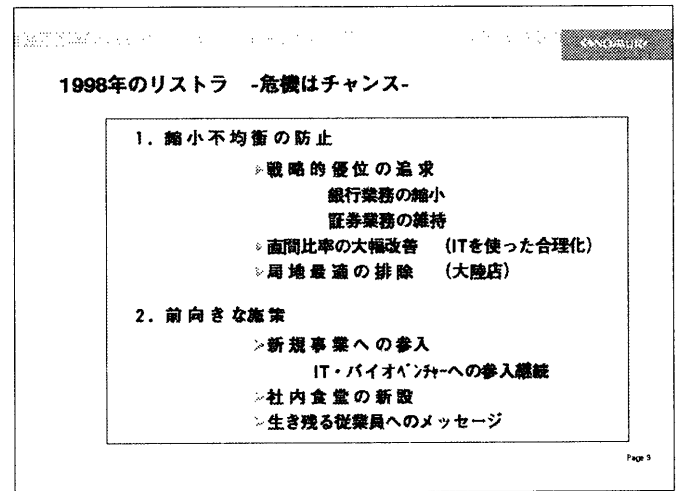 1998年のリストラ -危機はチャンス-
1. 縮小不均衡の防止
>戦略的優位の追求
銀行業務の縮小
証券業務の維持
>直間比率の大幅改善 (ITを使った合理化)
>局地最適の排除 (大陸店)
2. 前向きな施策
>新規事業への参入
IT・バイオベンチャーへの参入継続
>社内食堂の新設
>生き残る従業員へのメッセージ
Page 9